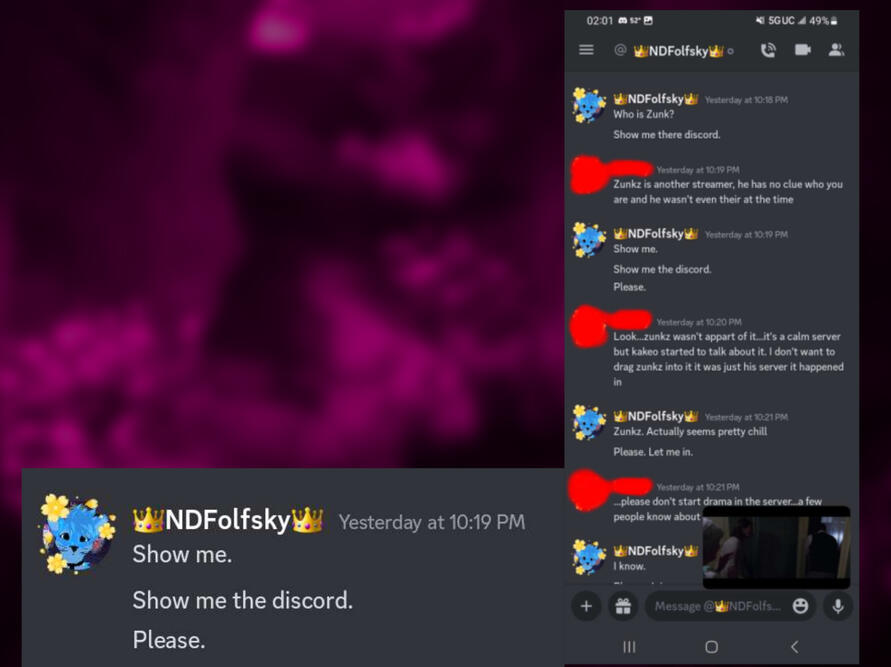 👑NDFolfsky👑 Yesterday at 10:19 PM
Show me.
Show me the discord.
Please.
02:01 52° 5GUC 49%
@ 👑NDFolfsky👑
👑NDFolfsky👑 Yesterday at 10:18 PM
Who is Zunk?
Show me there discord.
Yesterday at 10:19 PM
Zunkz is another streamer, he has no clue who you
are and he wasn't even their at the time
👑NDFolfsky👑 Yesterday at 10:19 PM
Show me.
Show me the discord.
Please.
Yesterday at 10:20 PM
Look...zunkz wasn't appart of it...it's a calm server
but kakeo started to talk about it. I don't want to
drag zunkz into it it was just his server it happened
in
👑NDFolfsky👑 Yesterday at 10:21 PM
Zunkz. Actually seems pretty chill
Please. Let me in.
Yesterday at 10:21 PM
...please don't start drama in the server...a few
people know about
👑NDFolfsky👑
I know.
Message @👑NDFolfs...